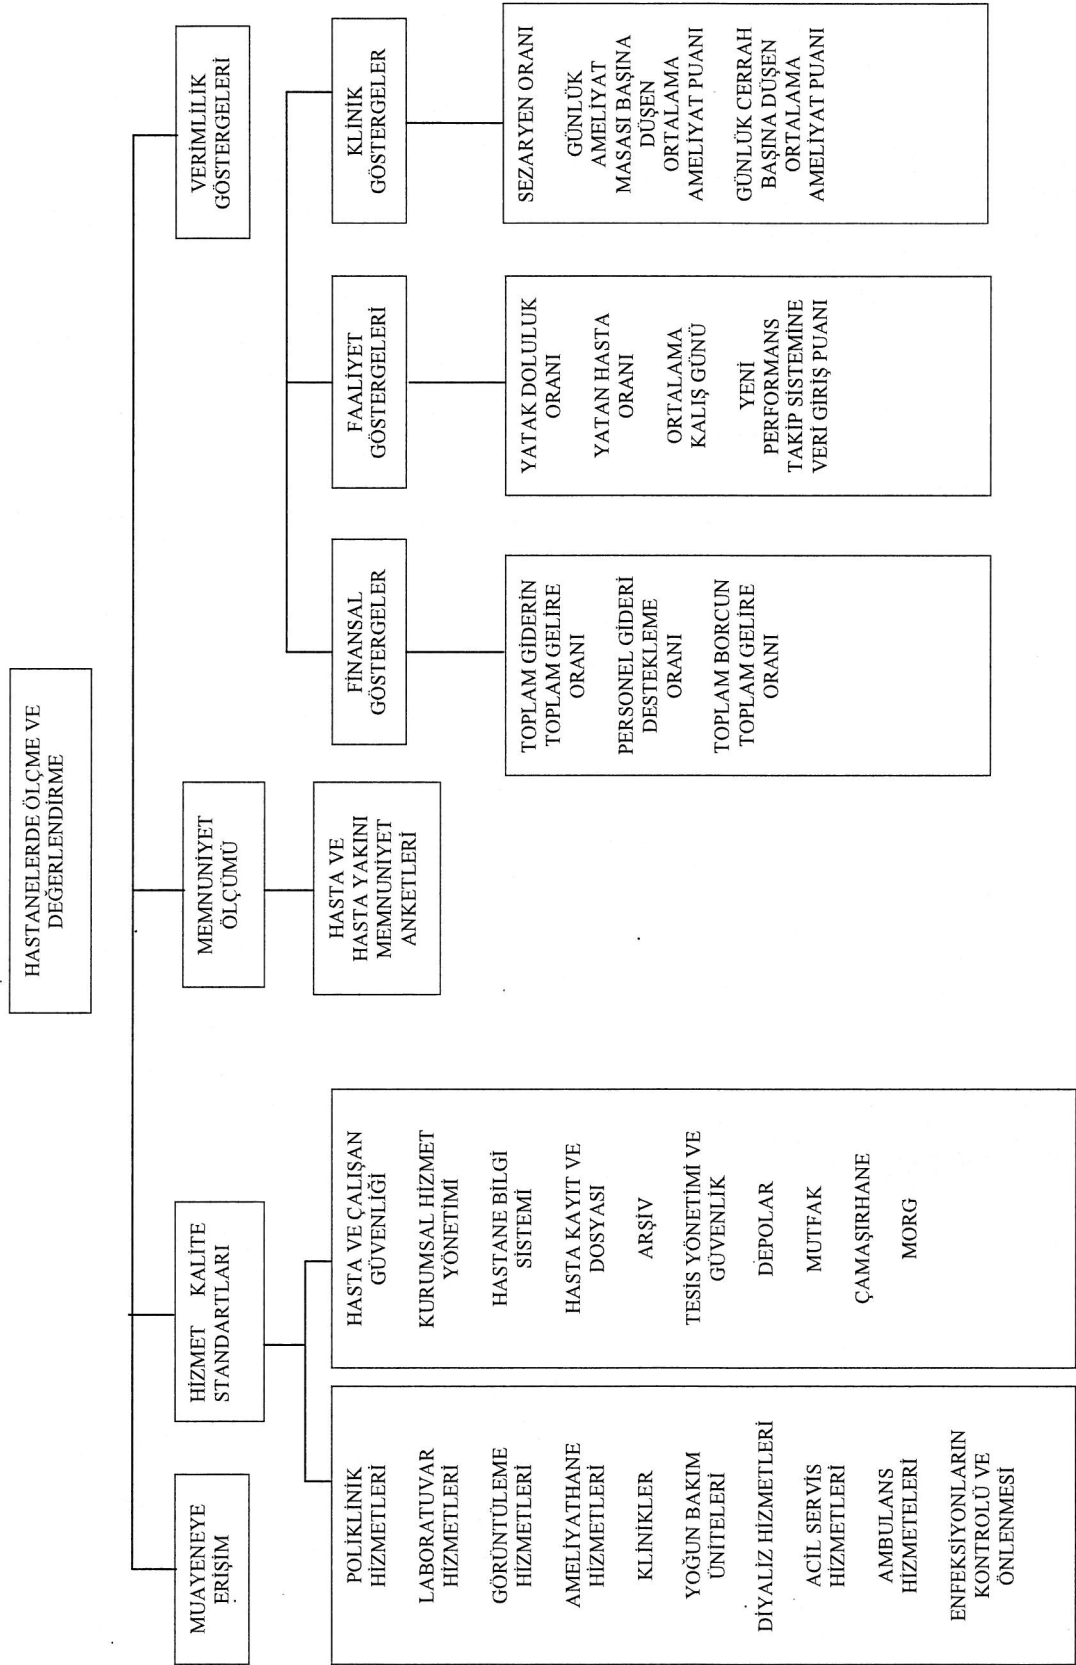 HASTANELERDE ÖLÇME VE
DEĞERLENDİRME
MUAYENEYE
ERİŞİM
HİZMET KALİTE
STANDARTLARI
MEMNUNİYET
ÖLÇÜMÜ
VERİMLİLİK
GÖSTERGELERİ
POLİKLİNİK
HİZMETLERİ
LABORATUVAR
HİZMETLERİ
GÖRÜNTÜLEME
HİZMETLERİ
AMELİYATHANE
HİZMETLERİ
KLİNİKLER
YOĞUN BAKIM
ÜNİTELERİ
DİYALİZ HİZMETLERİ
ACİL SERVİS
HİZMETLERİ
AMBULANS
HİZMETELERİ
ENFEKSİYONLARIN
KONTROLÜ VE
ÖNLENMESİ
HASTA VE ÇALIŞAN
GÜVENLİĞİ
KURUMSAL HİZMET
YÖNETİMİ
HASTANE BİLGİ
SİSTEMİ
HASTA KAYIT VE
DOSYASI
ARŞİV
TESİS YÖNETİMİ VE
GÜVENLİK
DEPOLAR
MUTFAK
ÇAMAŞIRHANE
MORG
HASTA VE
HASTA YAKINI
MEMNUNİYET
ANKETLERİ
FİNANSAL
GÖSTERGELER
FAALİYET
GÖSTERGELERİ
KLİNİK
GÖSTERGELER
TOPLAM GİDERİN
TOPLAM GELİRE
ORANI
PERSONEL GİDERİ
DESTEKLEME
ORANI
TOPLAM BORCUN
TOPLAM GELİRE
ORANI
YATAK DOLULUK
ORANI
YATAN HASTA
ORANI
ORTALAMA
KALIŞ GÜNÜ
YENİ
PERFORMANS
TAKİP SİSTEMİNE
VERİ GİRİŞ PUANI
SEZARYEN ORANI
GÜNLÜK
AMELİYAT
MASASI BAŞINA
DÜŞEN
ORTALAMA
AMELİYAT PUANI
GÜNLÜK CERRAH
BAŞINA DÜŞEN
ORTALAMA
AMELİYAT PUANI